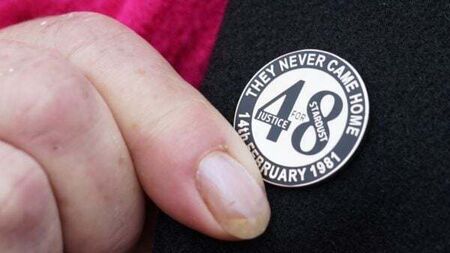 THEY NEVER CAME HOME
48
JUSTICE
FOR
STARDUST
14th FEBRUARY 1981